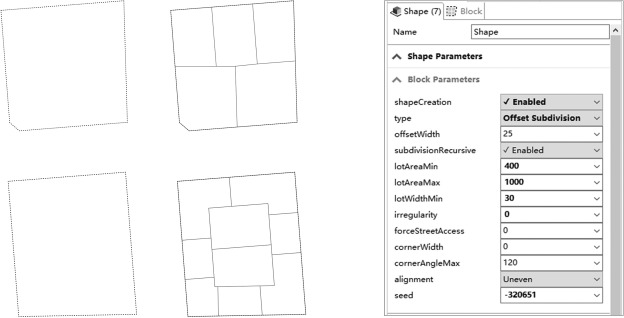 Shape (7) Block
Name Shape
Shape Parameters
Block Parameters
shapeCreation ✓ Enabled
type Offset Subdivision
offsetWidth 25
subdivisionRecursive ✓ Enabled
lotAreaMin 400
lotAreaMax 1000
lotWidthMin 30
irregularity 0
forceStreetAccess 0
cornerWidth 0
cornerAngleMax 120
alignment Uneven
seed -320651